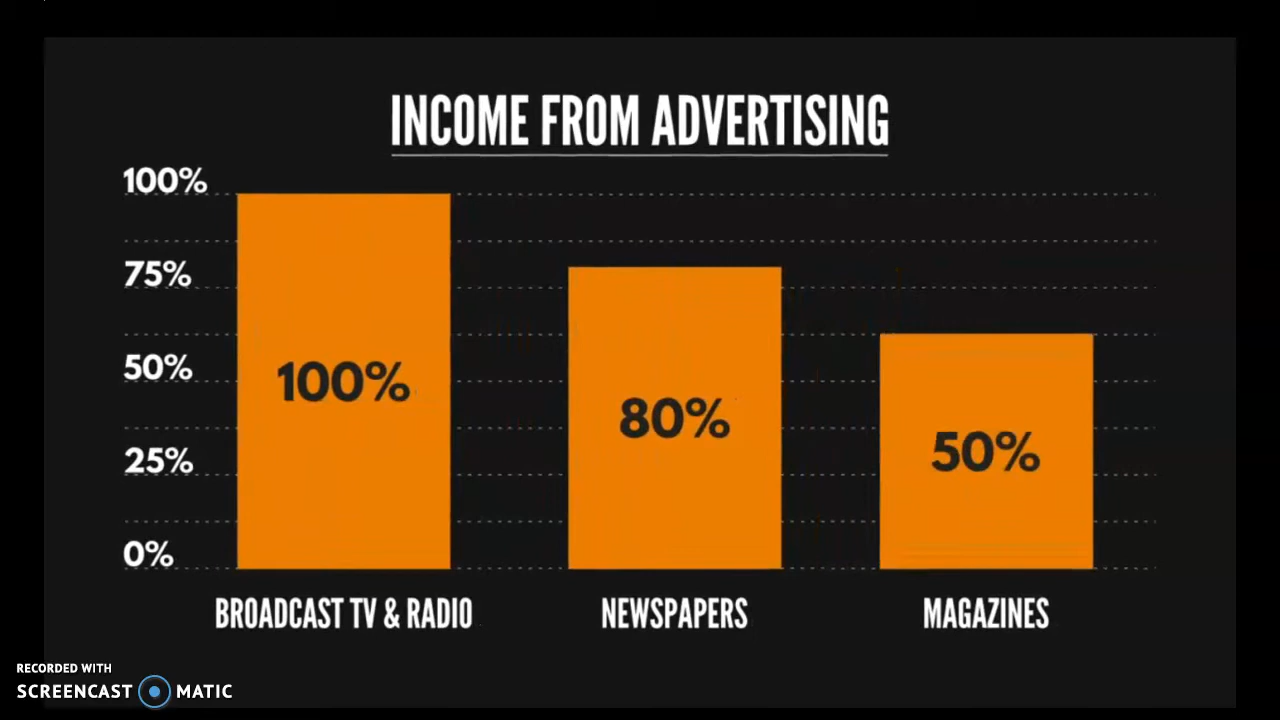 INCOME FROM ADVERTISING
100%
75%
50%
25%
0%
100%
80%
50%
BROADCAST TV & RADIO
NEWSPAPERS
MAGAZINES
RECORDED WITH
SCREENCAST MATIC